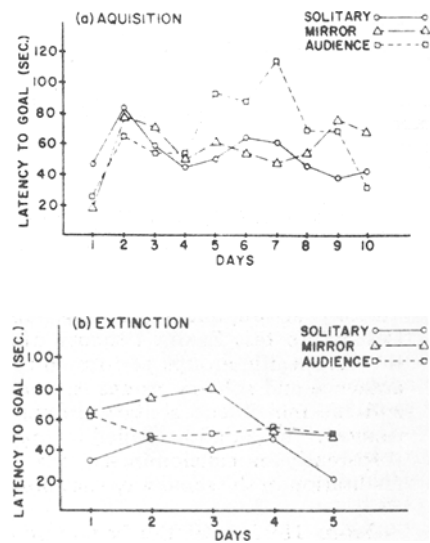 (a) AQUISITION
SOLITARY
MIRROR
AUDIENCE
LATENCY TO GOAL (SEC.)
120
100
80
60
40
20
1 2 3 4 5 6 7 8 9 10
DAYS
(b) EXTINCTION
SOLITARY
MIRROR
AUDIENCE
LATENCY TO GOAL (SEC.)
100
80
60
40
20
1 2 3 4 5
DAYS